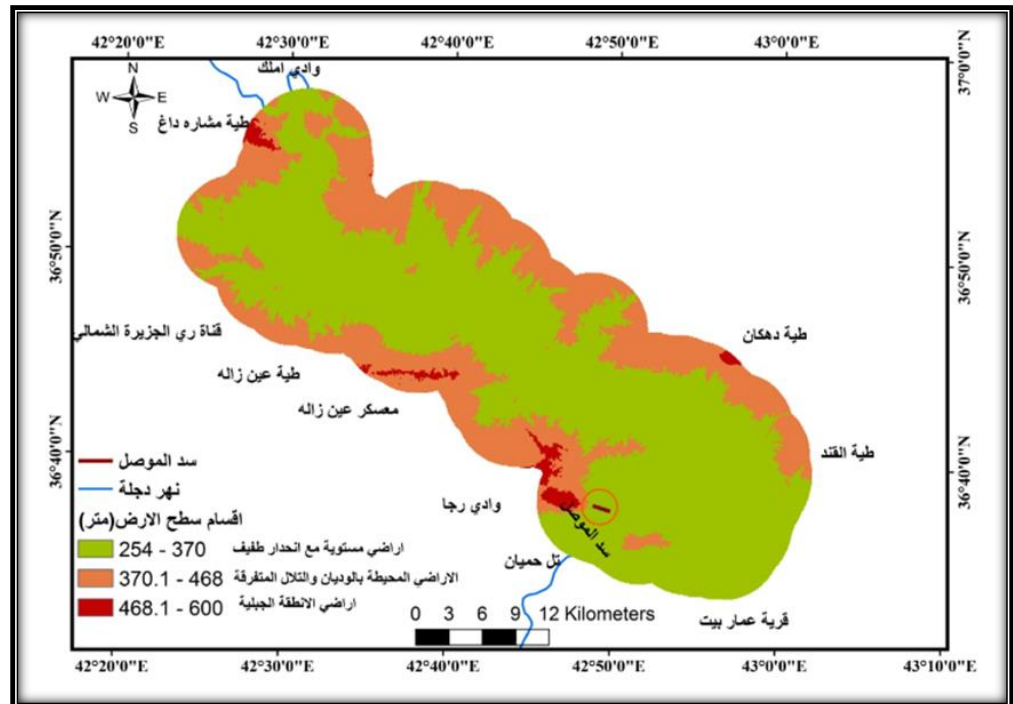 42°20'0"E 42°30'0"E 42°40'0"E 42°50'0"E 43°0'0"E
37°0'0"N
وادي املك
N
W E
S
طية مشاره داغ
36°50'0"N
36°50'0"N
قناة ري الجزيرة الشمالي
طية دهكان
طية عين زاله
معسكر عين زاله
36°40'0"N
36°40'0"N
طية القند
سد الموصل
نهر دجلة
وادي رجا
سد الموصل
اقسام سطح الارض(متر)
254 - 370 اراضي مستوية مع انحدار طفيف
تل حميان
370.1 - 468 الاراضي المحيطة بالوديان والتلال المتفرقة
468.1 - 600 اراضي الانطقة الجبلية
0 3 6 9 12 Kilometers
قرية عمار بيت
42°20'0"E 42°30'0"E 42°40'0"E 42°50'0"E 43°0'0"E 43°10'0"E